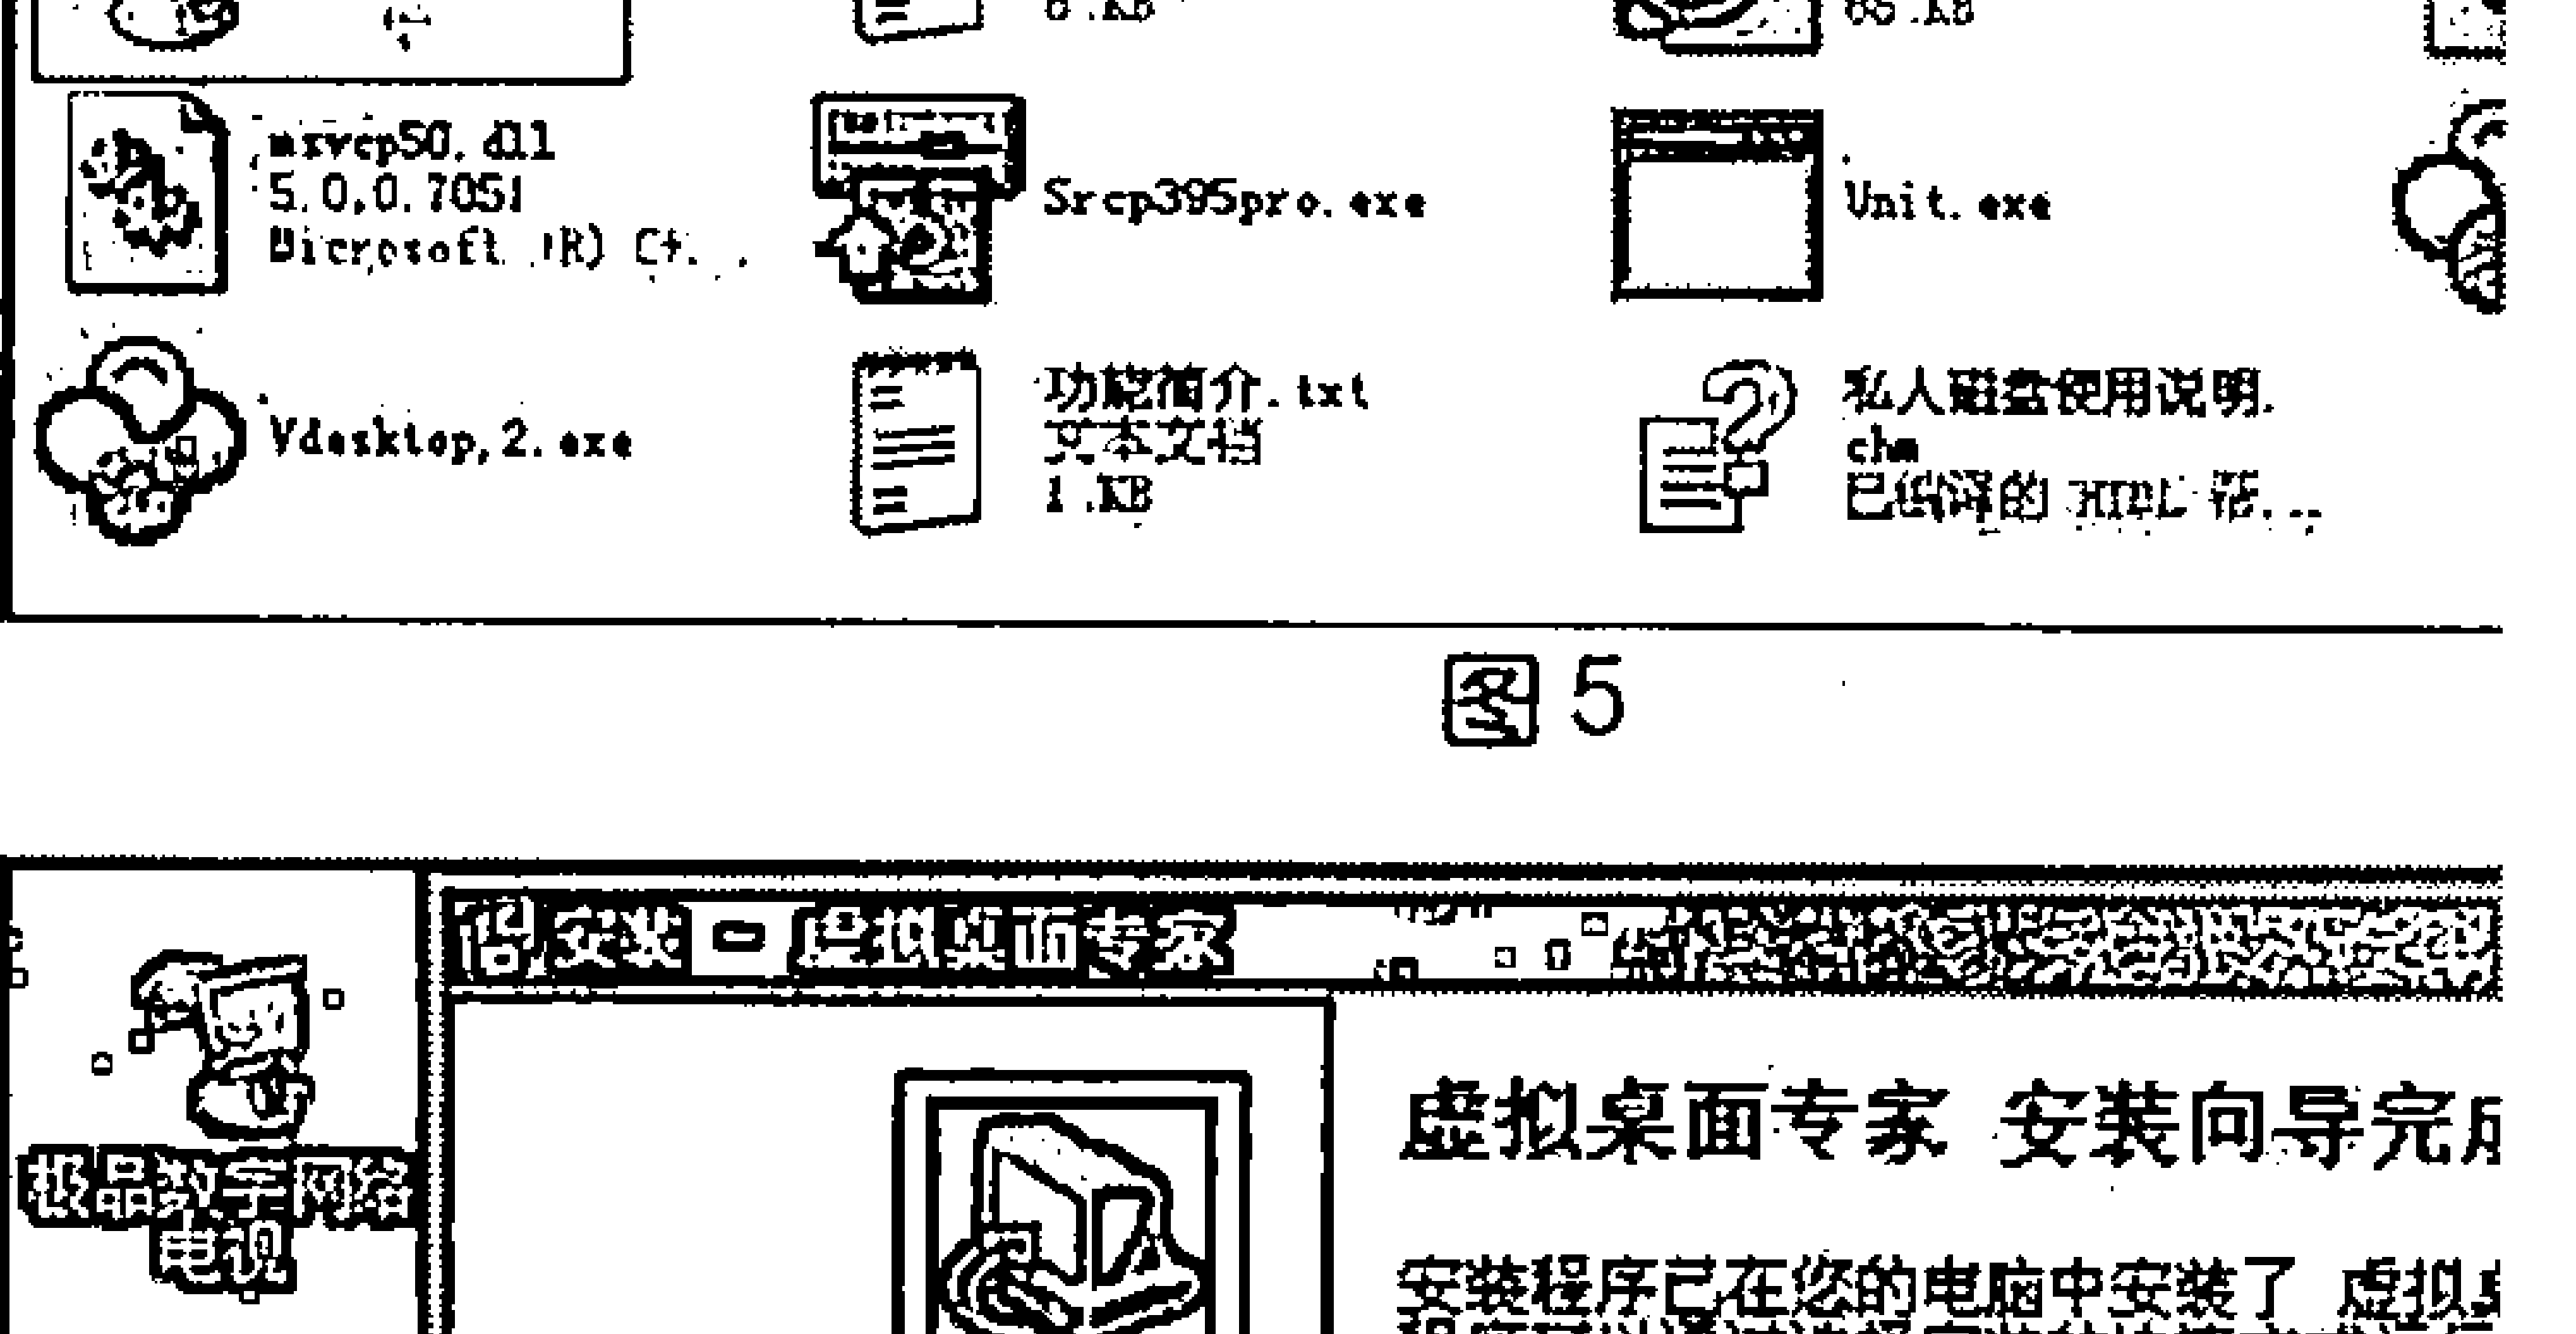 msvcp50.dll
5.0.0.7051
Microsoft (R) C+...
Srcp395pro.exe
Unit.exe
Vdesktop,2.exe
功能简介.txt
文本文档
1 KB
私人磁盘使用说明.
chm
已编译的 HTML 帮...
图 5
安装 - 虚拟桌面专家
极品数字网络
电视
虚拟桌面专家 安装向导完
安装程序已在您的电脑中安装了 虚拟